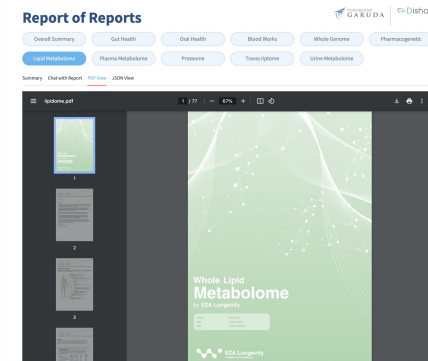 Report of Reports
GARUDA
Disho
Overall Summary
Gut Health
Oral Health
Blood Works
Whole Genome
Pharmacogenetic
Lipid Metabolome
Plasma Metabolome
Proteome
Transcriptome
Urine Metabolome
Summary Chat with Report PDF View JSON View
lipidome.pdf
1 / 77
67%
1
2
3
Whole Lipid
Metabolome
by SZA Longevity
SZA Longevity